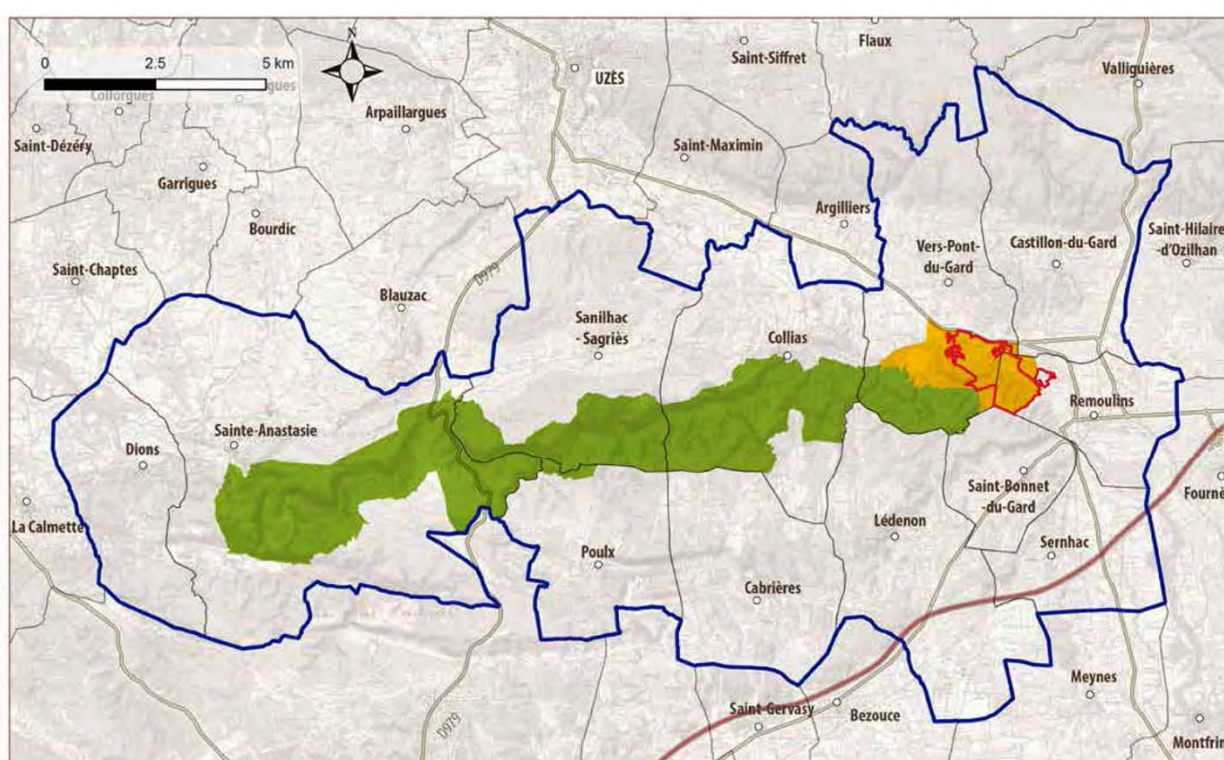 N
0 2.5 5 km
Flaux
Saint-Siffret
Valliguières
UZÈS
Collorgues
Arpaillargues
Saint-Dézéry
Saint-Maximin
Garrigues
Argilliers
Bourdic
Saint-Hilaire
-d'Ozilhan
Vers-Pont-
du-Gard
Castillon-du-Gard
Saint-Chaptes
D979
Blauzac
Sanilhac
- Sagriès
Collias
Remoulins
Sainte-Anastasie
Dions
Saint-Bonnet
-du-Gard
Fourne
La Calmette
Lédenon
Sernhac
Poulx
Cabrières
Meynes
Saint-Gervasy
Bezouce
D979
Montfrin